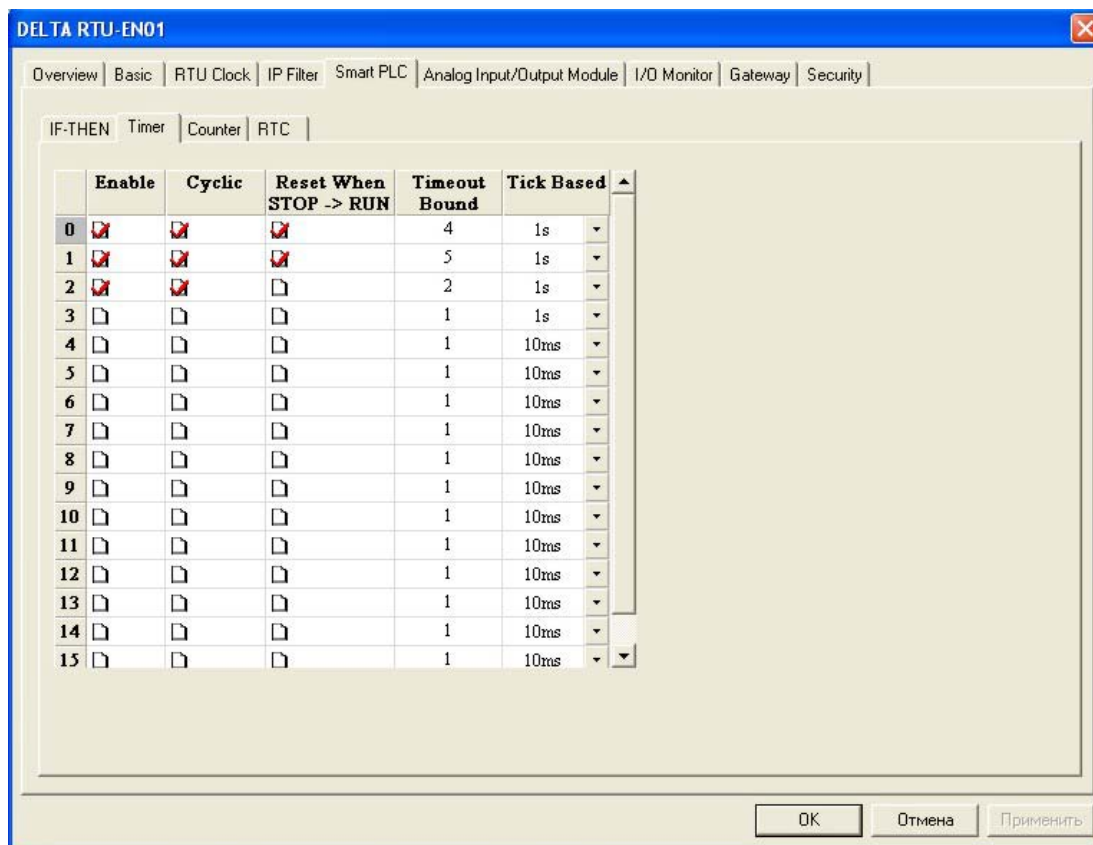 DELTA RTU-EN01
Overview Basic RTU Clock IP Filter Smart PLC Analog Input/Output Module I/O Monitor Gateway Security
IF-THEN Timer Counter RTC
Enable Cyclic Reset When STOP -> RUN Timeout Bound Tick Based
0 4 1s
1 5 1s
2 2 1s
3 1 1s
4 1 10ms
5 1 10ms
6 1 10ms
7 1 10ms
8 1 10ms
9 1 10ms
10 1 10ms
11 1 10ms
12 1 10ms
13 1 10ms
14 1 10ms
15 1 10ms
OK Отмена Применить